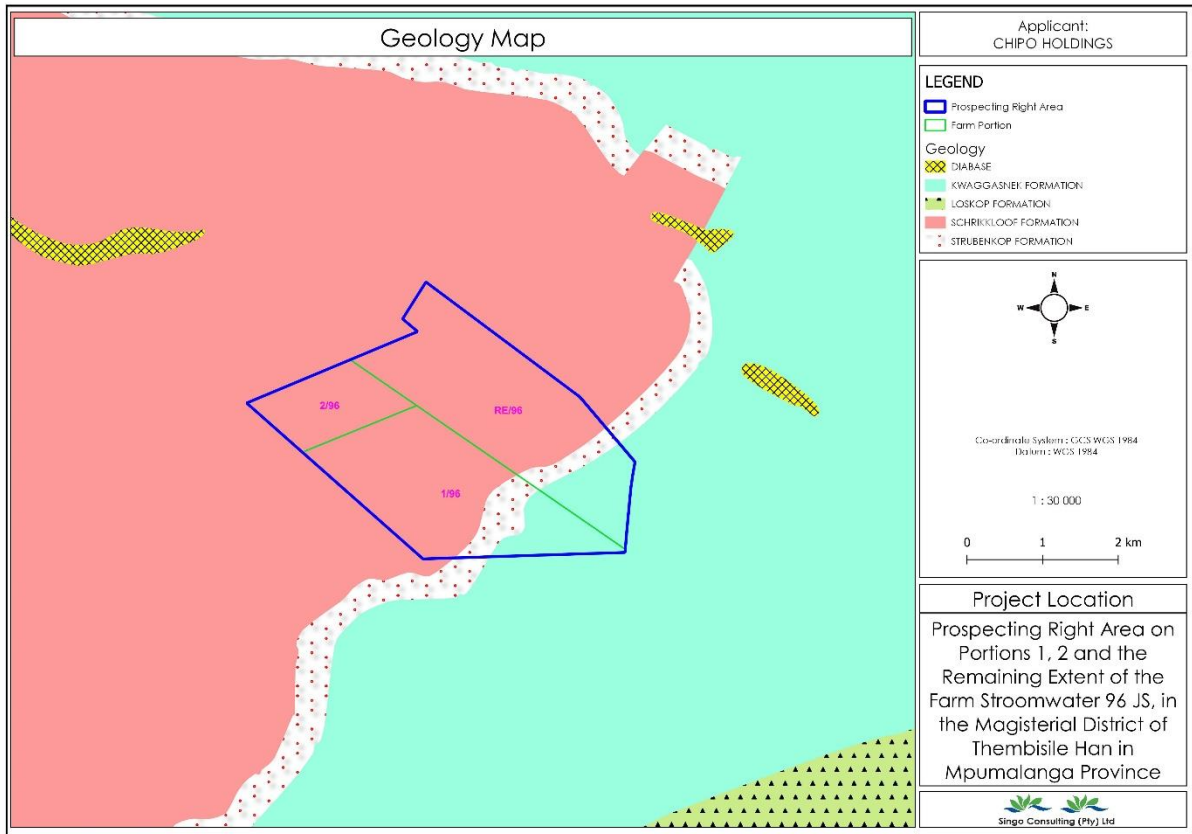 Geology Map
2/96
RE/96
1/96
Applicant:
CHIPO HOLDINGS
LEGEND
Prospecting Right Area
Farm Portion
Geology
DIABASE
KWAGGASNEK FORMATION
LOSKOP FORMATION
SCHRIKKLOOF FORMATION
STRUBENKOP FORMATION
N
W E
S
Co-ordinate System : GCS WGS 1984
Datum : WGS 1984
1 : 30 000
0 1 2 km
Project Location
Prospecting Right Area on
Portions 1, 2 and the
Remaining Extent of the
Farm Stroomwater 96 JS, in
the Magisterial District of
Thembisile Han in
Mpumalanga Province
Singo Consulting (Pty) Ltd